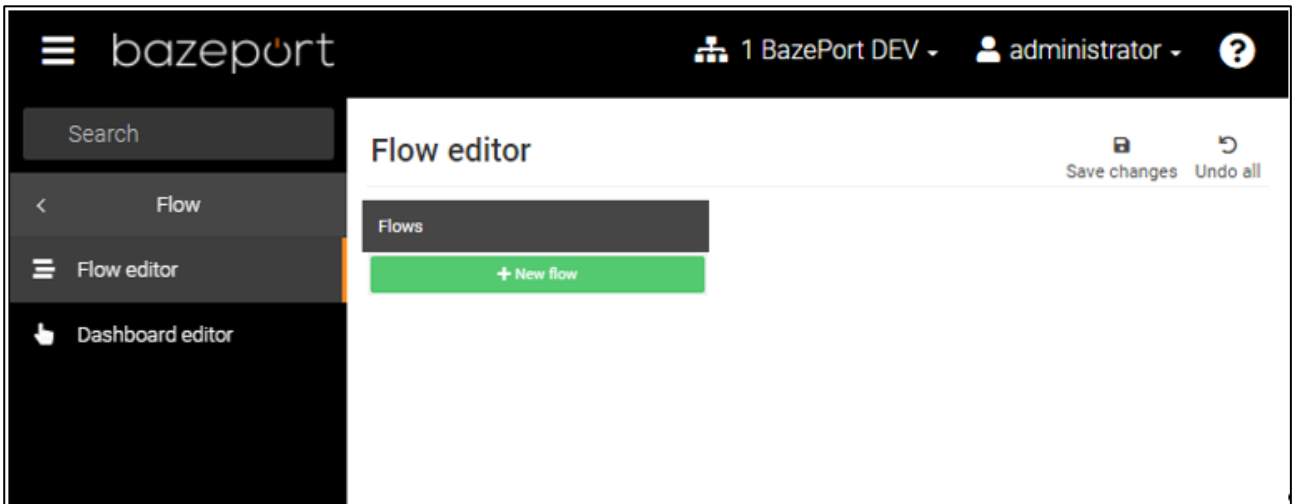 bazeport
1 BazePort DEV
administrator
?
Search
Flow editor
Save changes
Undo all
Flow
Flows
Flow editor
+ New flow
Dashboard editor